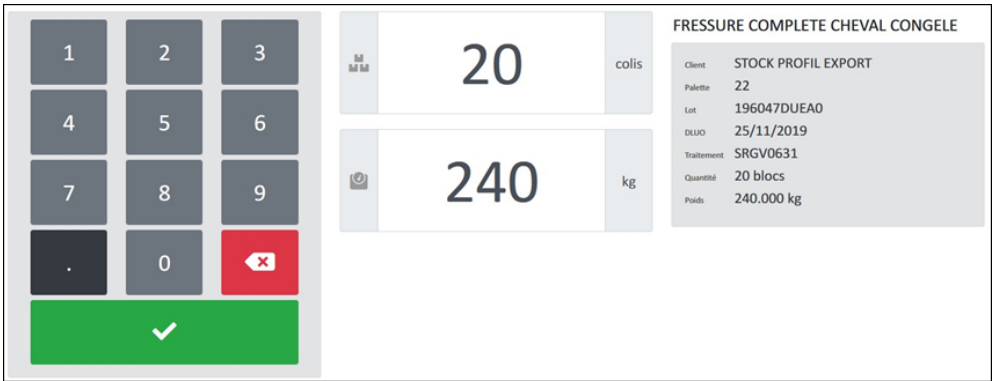 1 2 3
4 5 6
7 8 9
. 0
20 colis
240 kg
FRESSURE COMPLETE CHEVAL CONGELE
Client STOCK PROFIL EXPORT
Palette 22
Lot 196047DUEA0
DLUO 25/11/2019
Traitement SRGV0631
Quantité 20 blocs
Poids 240.000 kg